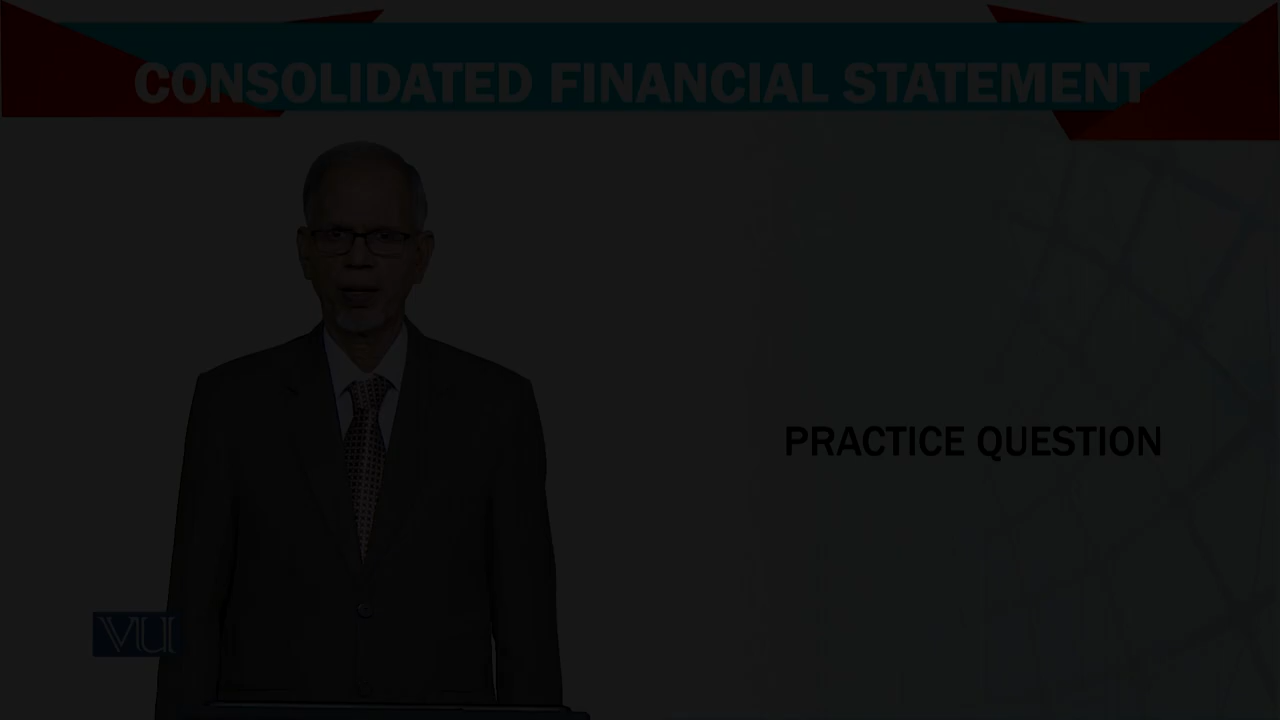 CONSOLIDATED FINANCIAL STATEMENT
PRACTICE QUESTION
VU